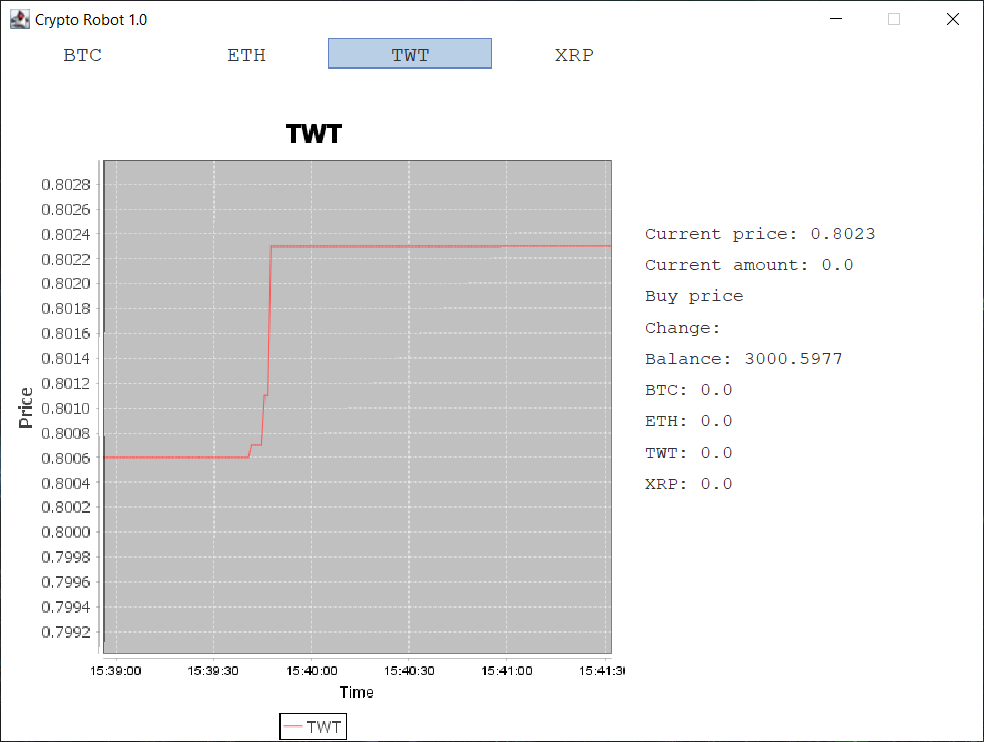 Crypto Robot 1.0
BTC ETH TWT XRP
TWT
0.8028
0.8026
0.8024
0.8022
0.8020
0.8018
0.8016
0.8014
0.8012
0.8010
0.8008
0.8006
0.8004
0.8002
0.8000
0.7998
0.7996
0.7994
0.7992
Price
15:39:00 15:39:30 15:40:00 15:40:30 15:41:00 15:41:3
Time
TWT
Current price: 0.8023
Current amount: 0.0
Buy price
Change:
Balance: 3000.5977
BTC: 0.0
ETH: 0.0
TWT: 0.0
XRP: 0.0